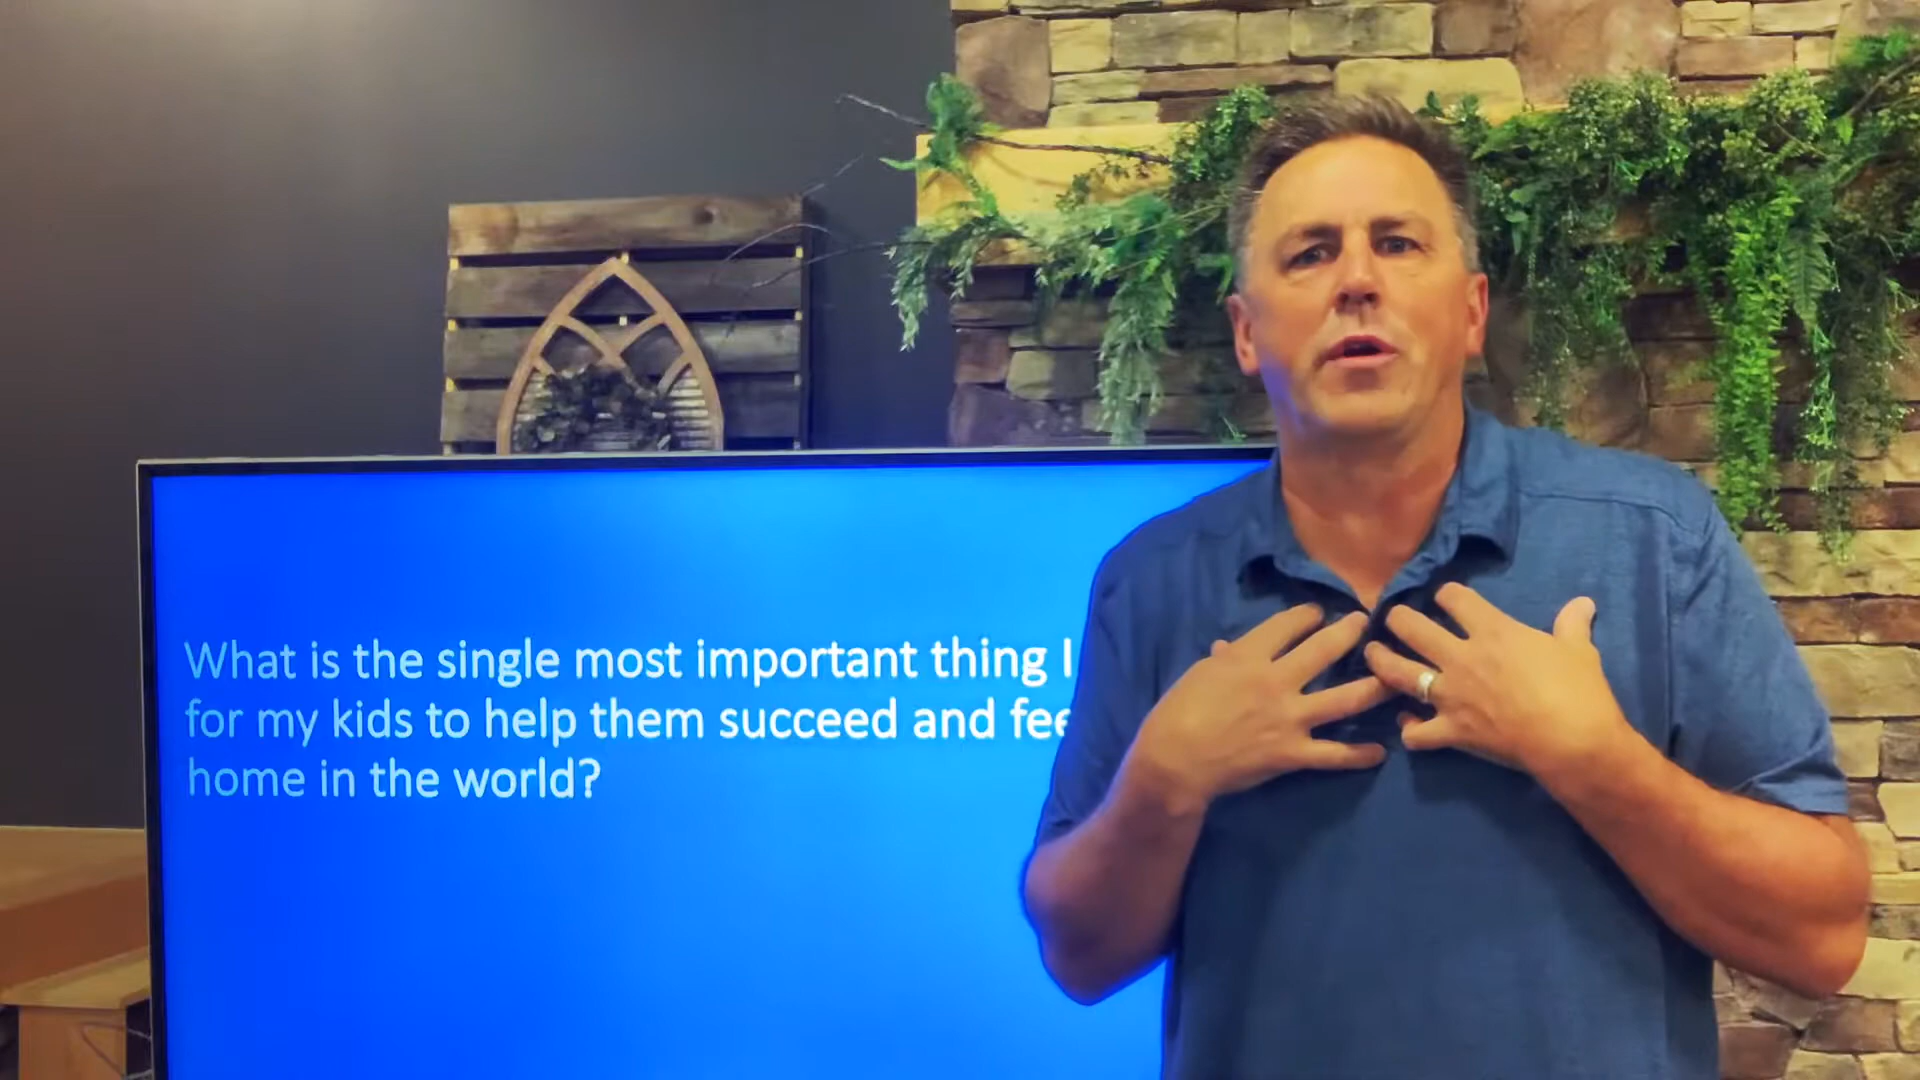 What is the single most important thing I
for my kids to help them succeed and
home in the world?